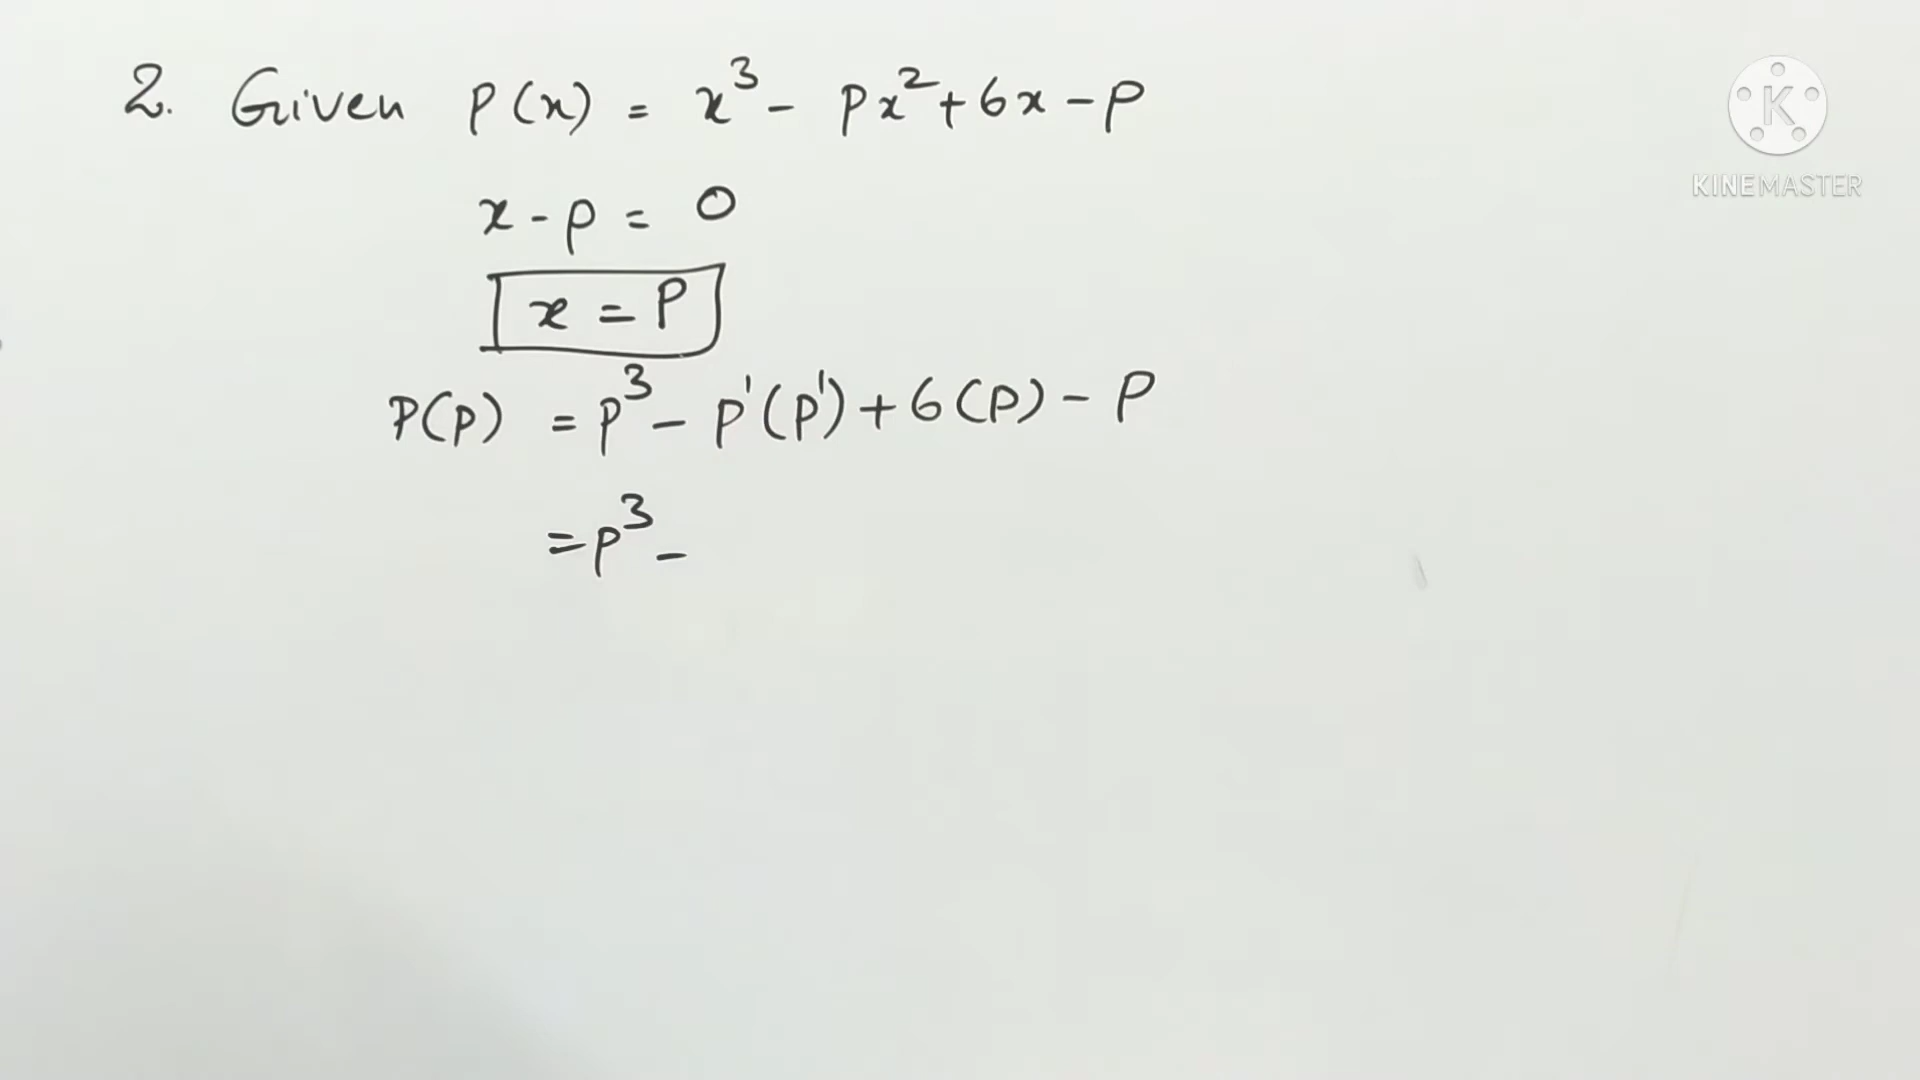 2. Given P(x) = x³ - px² + 6x - p
KINEMASTER
x - p = 0
x = P
P(p) = p³ - p'(p') + 6(p) - P
= p³ -